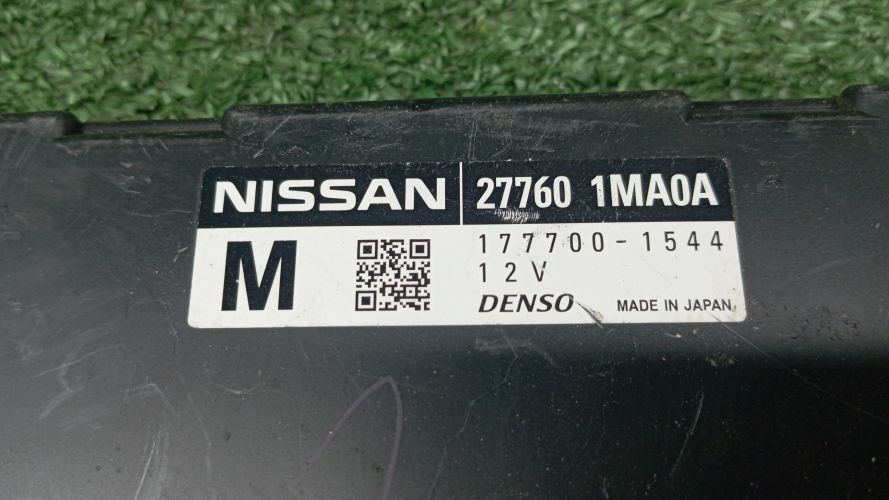 NISSAN 27760 1MA0A
M 177700-1544
12V
DENSO MADE IN JAPAN